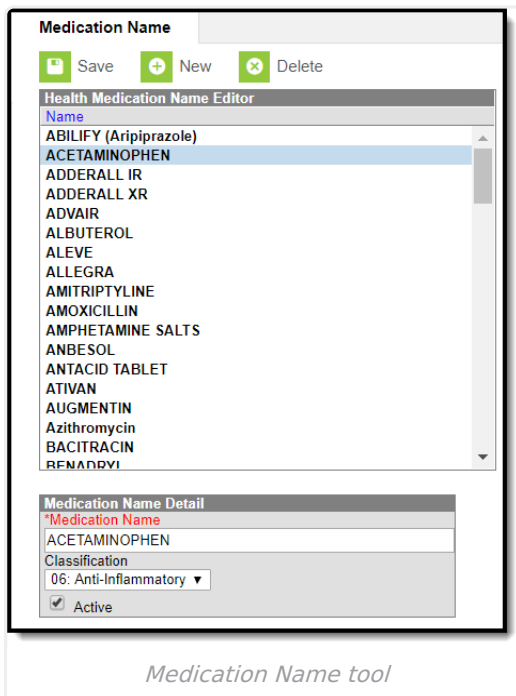 Medication Name
Save New Delete
Health Medication Name Editor
Name
ABILIFY (Aripiprazole)
ACETAMINOPHEN
ADDERALL IR
ADDERALL XR
ADVAIR
ALBUTEROL
ALEVE
ALLEGRA
AMITRIPTYLINE
AMOXICILLIN
AMPHETAMINE SALTS
ANBESOL
ANTACID TABLET
ATIVAN
AUGMENTIN
Azithromycin
BACITRACIN
BENADRYL
Medication Name Detail
*Medication Name
ACETAMINOPHEN
Classification
06: Anti-Inflammatory
Active
Medication Name tool